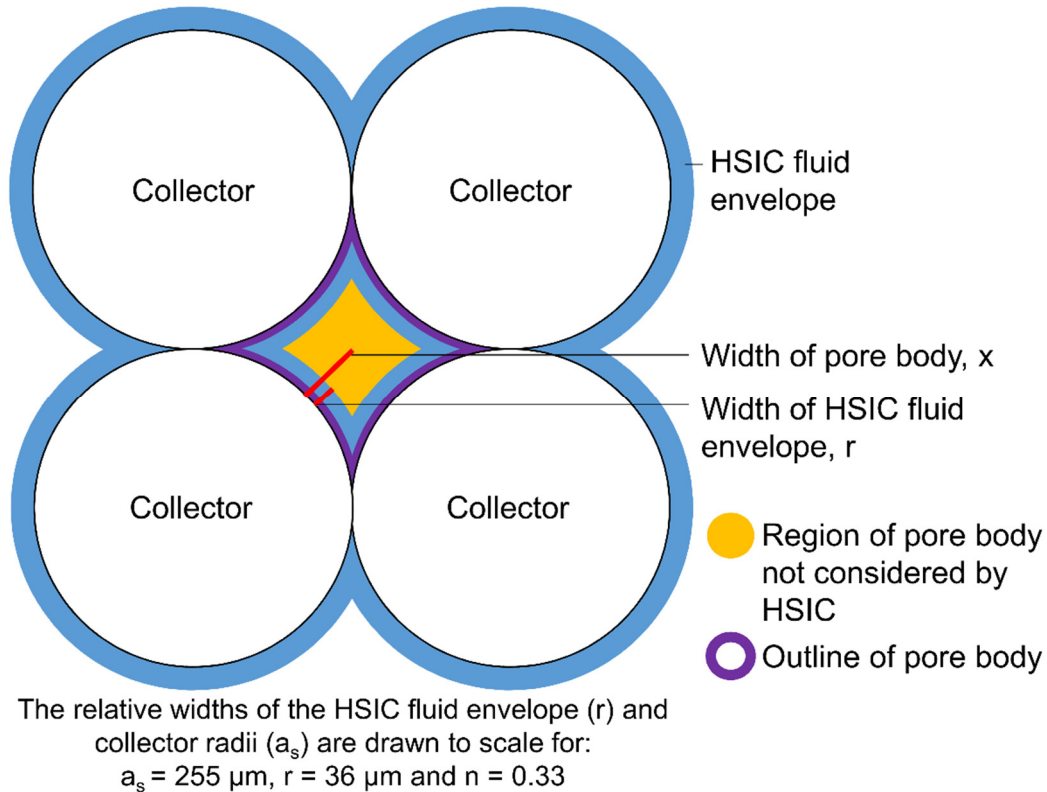 Collector
Collector
HSIC fluid
envelope
Width of pore body, x
Width of HSIC fluid
envelope, r
Collector
Collector
Region of pore body
not considered by
HSIC
Outline of pore body
The relative widths of the HSIC fluid envelope (r) and
collector radii (aₛ) are drawn to scale for:
aₛ = 255 µm, r = 36 µm and n = 0.33